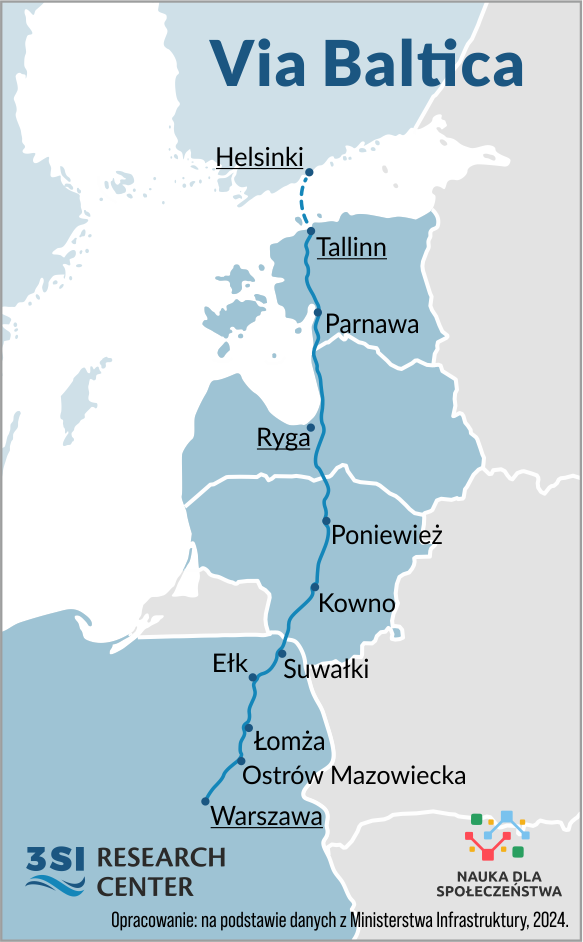 Via Baltica
Helsinki
Tallinn
Parnawa
Ryga
Poniewież
Kowno
Ełk
Suwałki
Łomża
Ostrów Mazowiecka
Warszawa
3SI RESEARCH
CENTER
NAUKA DLA
SPOŁECZEŃSTWA
Opracowanie: na podstawie danych z Ministerstwa Infrastruktury, 2024.